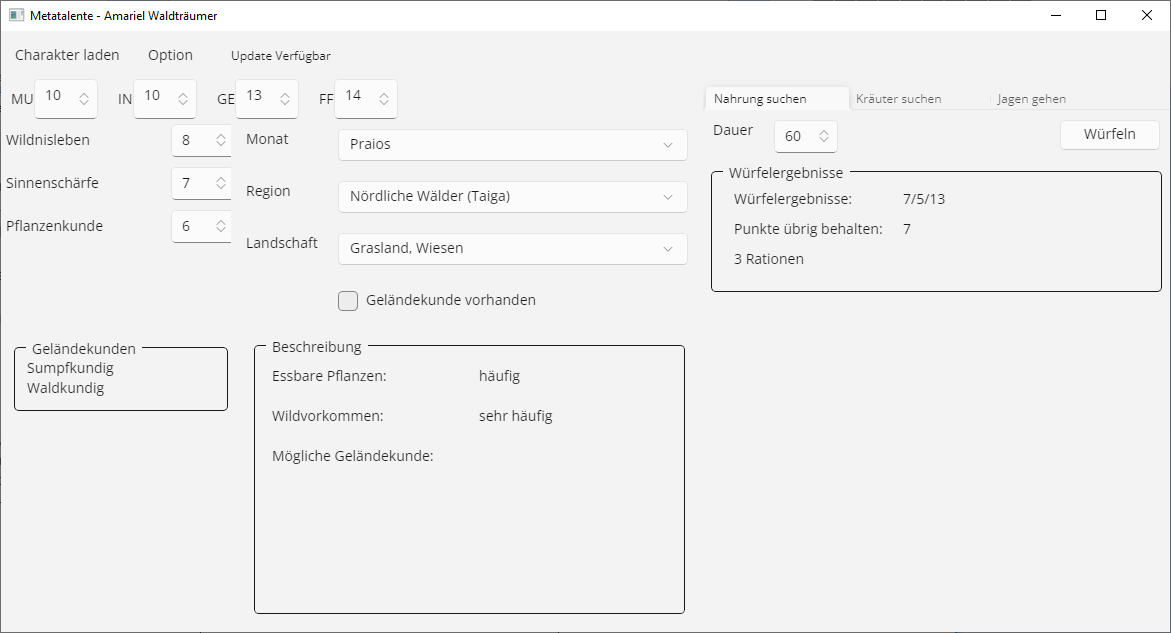 Metatalente - Amariel Waldträumer
Charakter laden Option Update Verfügbar
MU 10 IN 10 GE 13 FF 14
Wildnisleben 8
Sinnenschärfe 7
Pflanzenkunde 6
Monat Praios
Region Nördliche Wälder (Taiga)
Landschaft Grasland, Wiesen
Geländekunde vorhanden
Geländekunden
Sumpfkundig
Waldkundig
Beschreibung
Essbare Pflanzen: häufig
Wildvorkommen: sehr häufig
Mögliche Geländekunde:
Nahrung suchen Kräuter suchen Jagen gehen
Dauer 60 Würfeln
Würfelergebnisse
Würfelergebnisse: 7/5/13
Punkte übrig behalten: 7
3 Rationen